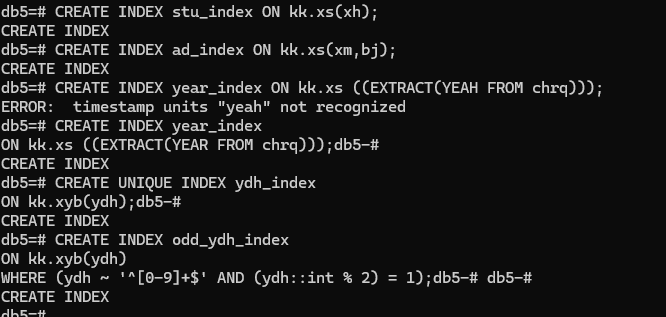 db5=# CREATE INDEX stu_index ON kk.xs(xh);
CREATE INDEX
db5=# CREATE INDEX ad_index ON kk.xs(xm,bj);
CREATE INDEX
db5=# CREATE INDEX year_index ON kk.xs ((EXTRACT(YEAH FROM chrq)));
ERROR:  timestamp units "yeah" not recognized
db5=# CREATE INDEX year_index
ON kk.xs ((EXTRACT(YEAR FROM chrq)));db5-#
CREATE INDEX
db5=# CREATE UNIQUE INDEX ydh_index
ON kk.xyb(ydh);db5-#
CREATE INDEX
db5=# CREATE INDEX odd_ydh_index
ON kk.xyb(ydh)
WHERE (ydh ~ '^[0-9]+$' AND (ydh::int % 2) = 1);db5-# db5-#
CREATE INDEX
db5=#